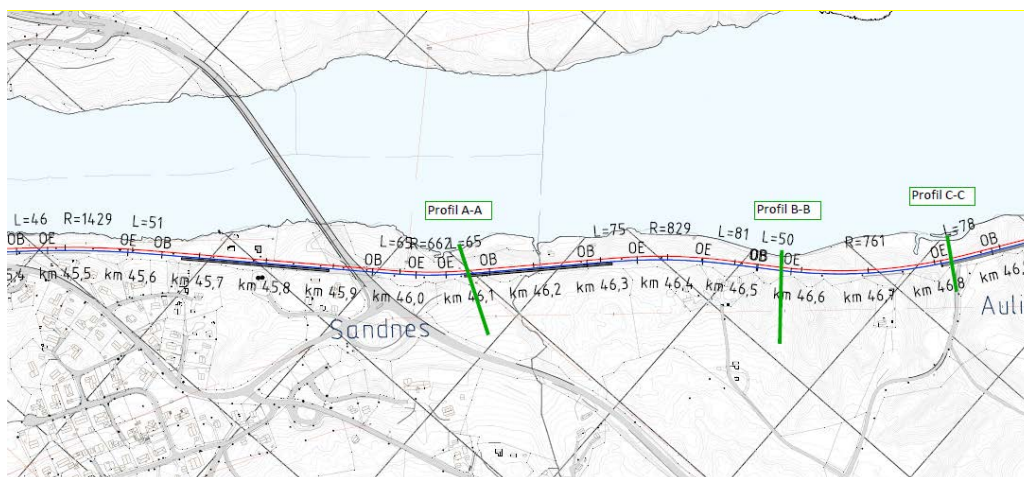 Profil A-A
Profil B-B
Profil C-C
L=46 R=1429 L=51
L=65 R=667 L=65
L=75 R=829 L=81 L=50
R=761 L=78
OB OE OE OB OB OE OE OB OE OE OB OE OE OB
km 45,5 km 45,6 km 45,7 km 45,8 km 45,9 km 46,0 km 46,1 km 46,2 km 46,3 km 46,4 km 46,5 km 46,6 km 46,7 km 46,8
Sandnes
Auli